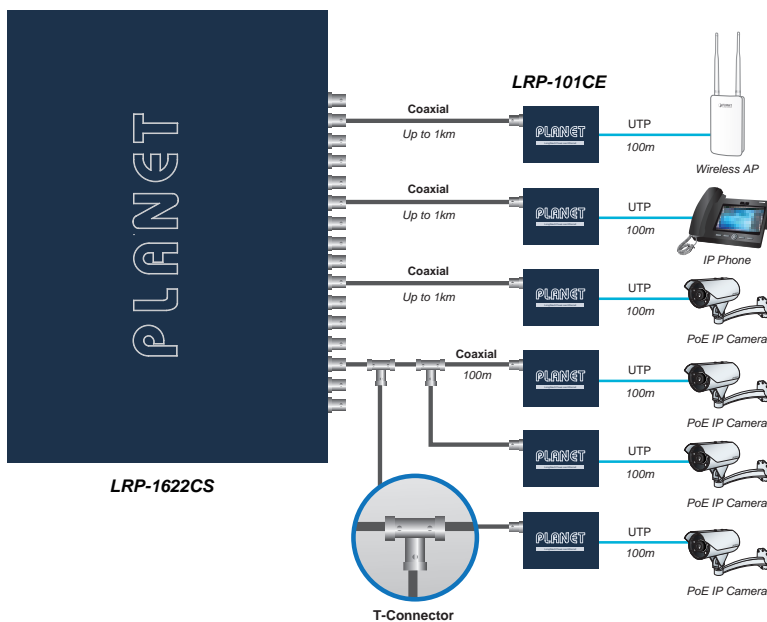 PLANET
LRP-1622CS
LRP-101CE
Coaxial
Up to 1km
PLANET
UTP
100m
Wireless AP
Coaxial
Up to 1km
PLANET
UTP
100m
IP Phone
Coaxial
Up to 1km
PLANET
UTP
100m
PoE IP Camera
Coaxial
100m
PLANET
UTP
100m
PoE IP Camera
PLANET
UTP
100m
PoE IP Camera
PLANET
UTP
100m
PoE IP Camera
T-Connector